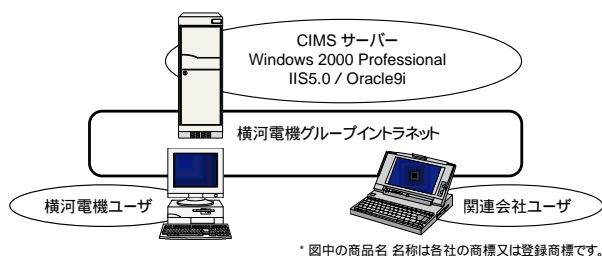 CIMS サーバー
Windows 2000 Professional
IIS5.0 / Oracle9i
横河電機グループイントラネット
横河電機ユーザ
関連会社ユーザ
* 図中の商品名 名称は各社の商標又は登録商標です。